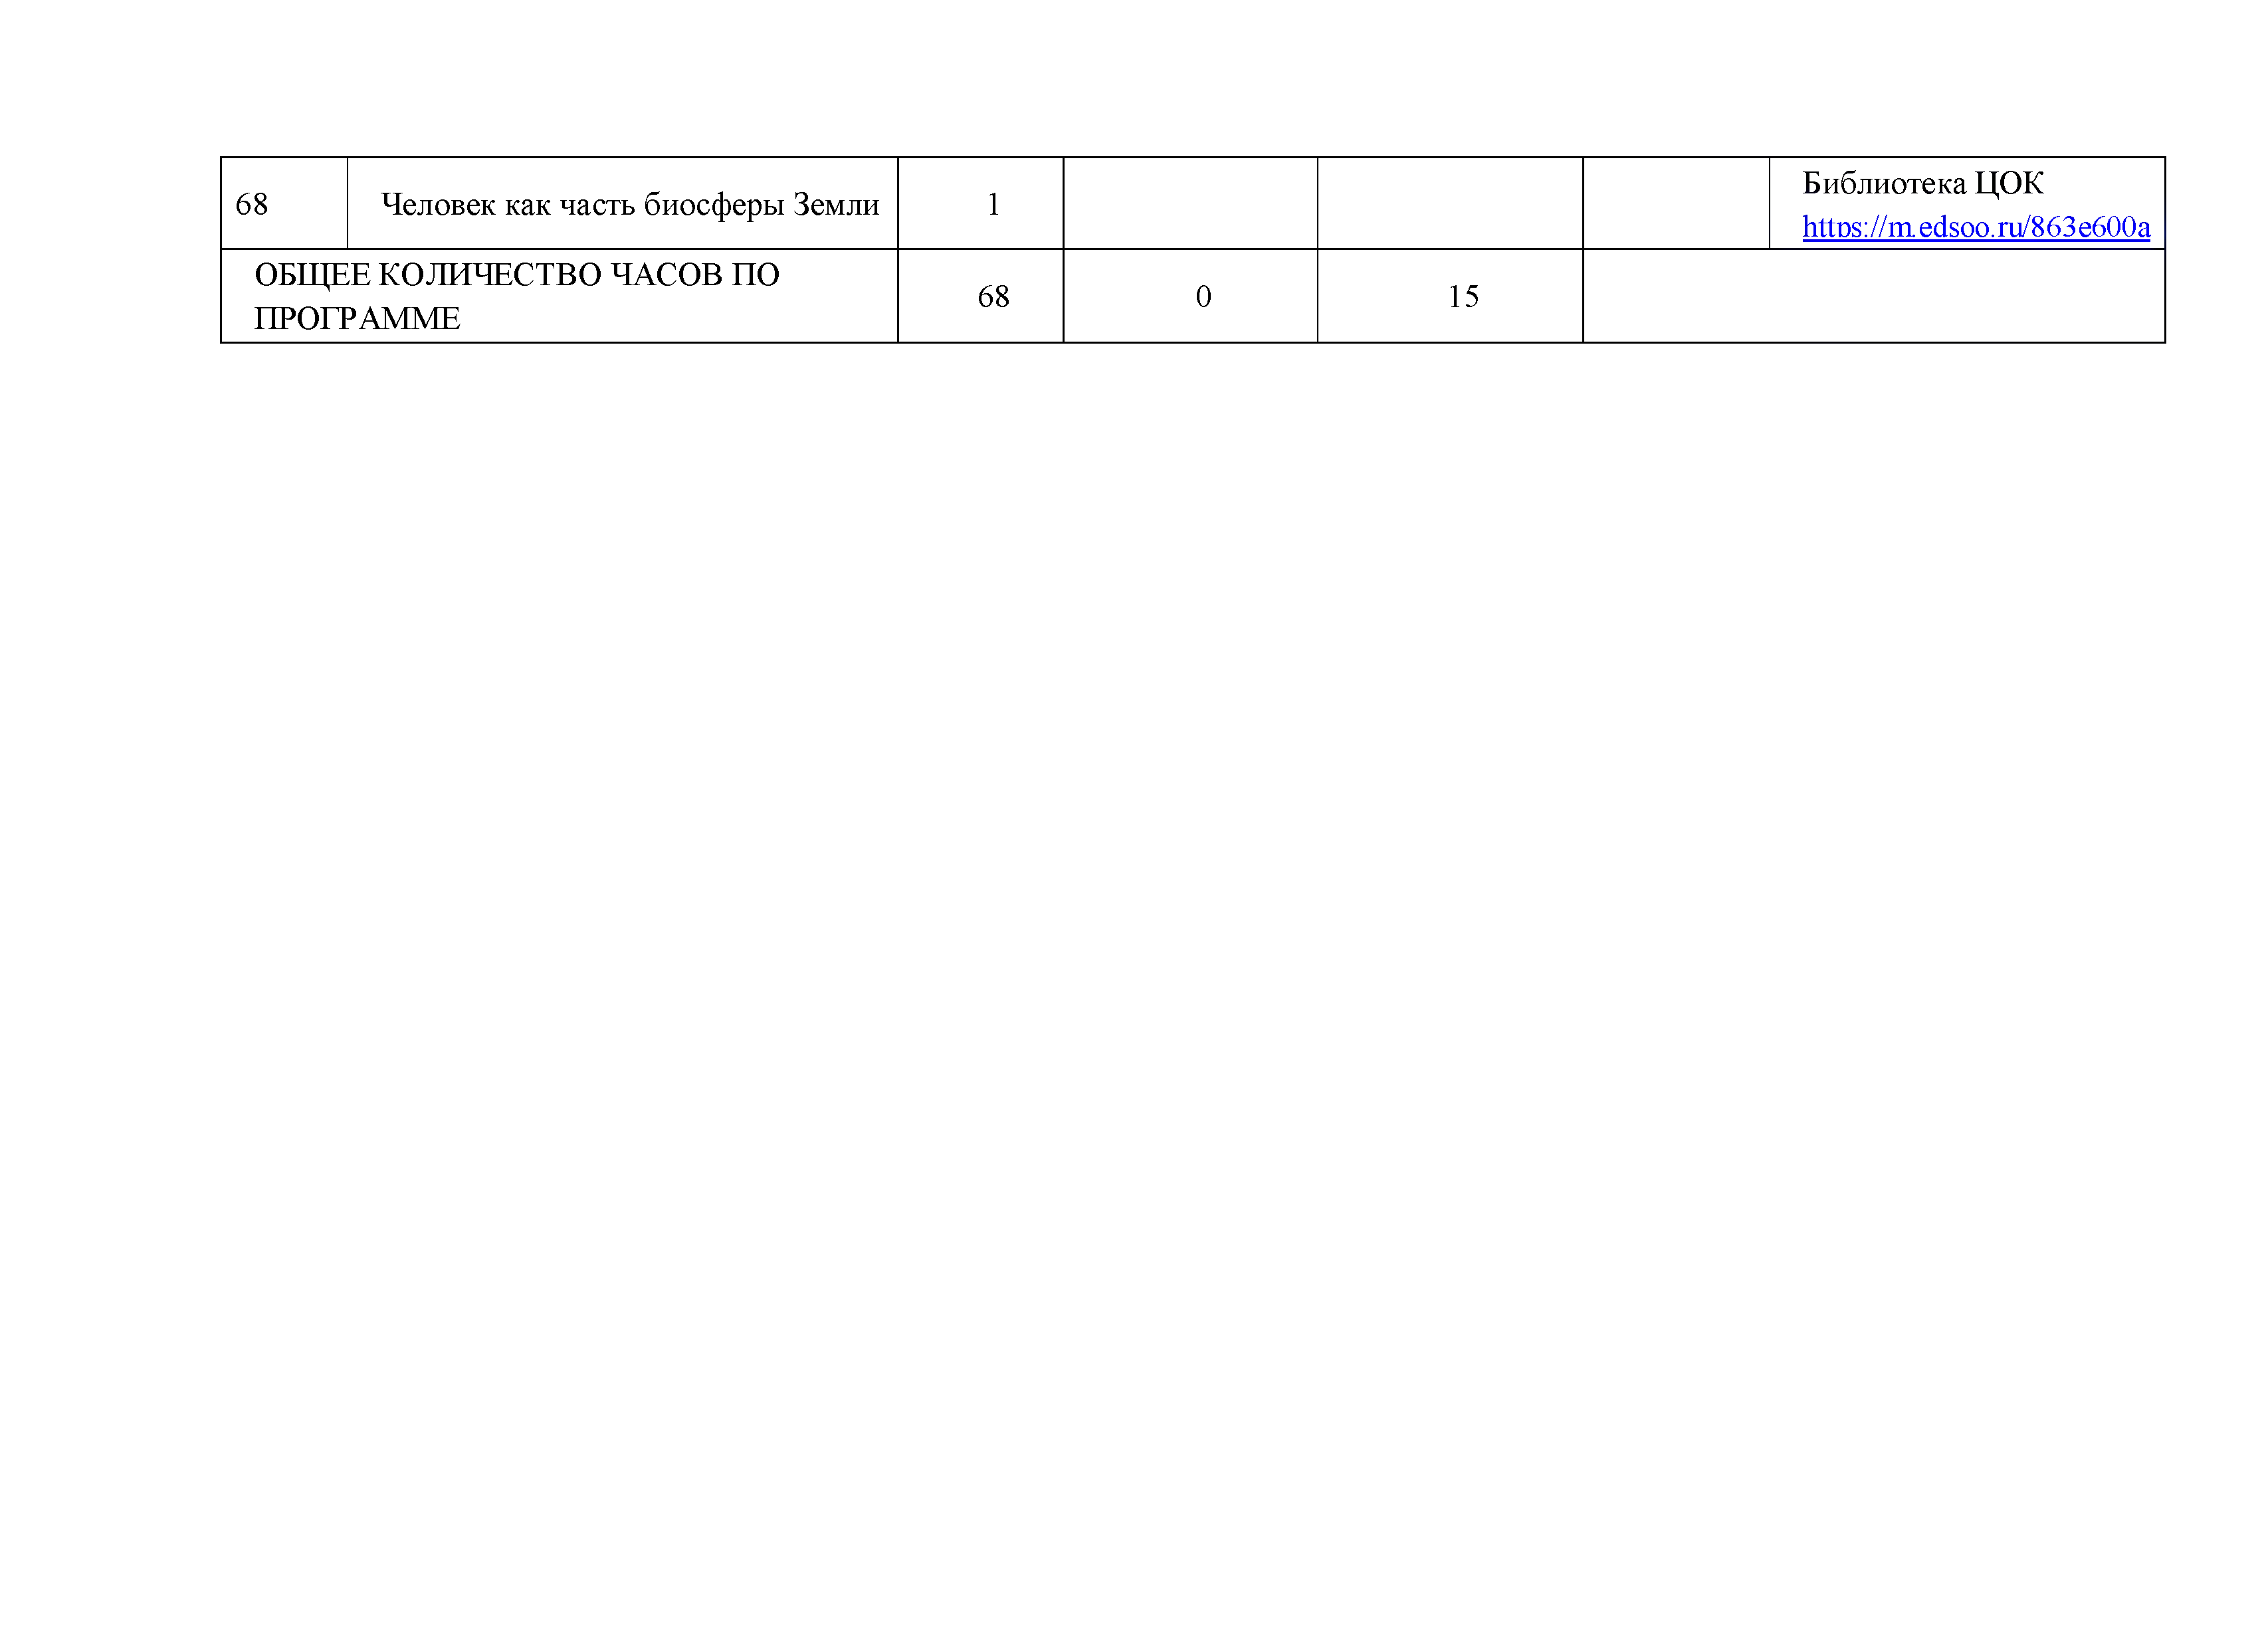 68 Человек как часть биосферы Земли 1 Библиотека ЦОК
https://m.edsoo.ru/863e600a
ОБЩЕЕ КОЛИЧЕСТВО ЧАСОВ ПО
ПРОГРАММЕ 68 0 15